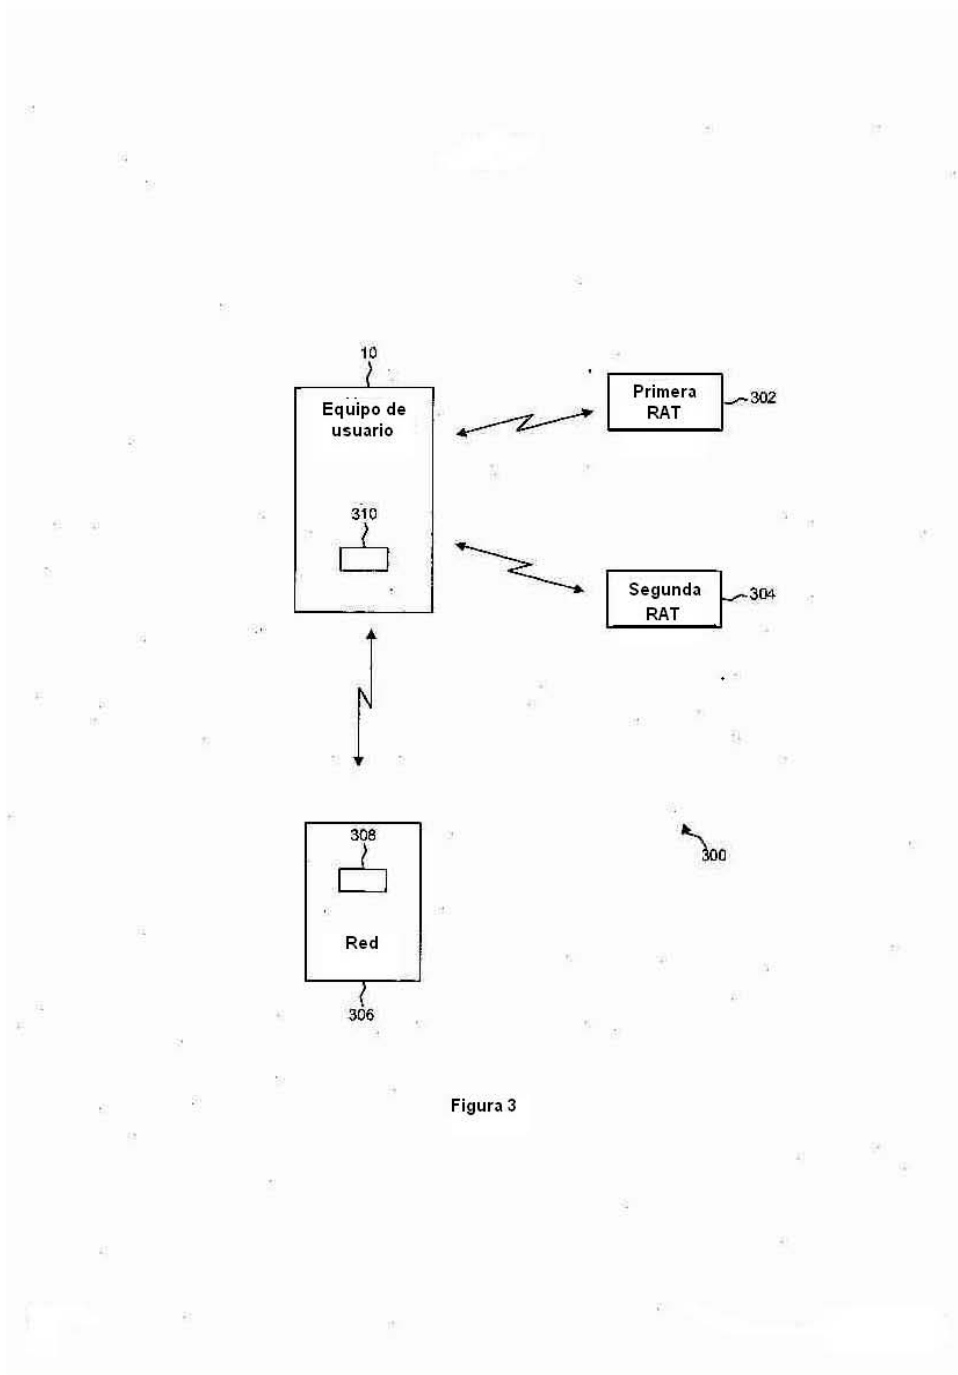 10
Equipo de
usuario
310
Primera
RAT
302
Segunda
RAT
304
308
Red
306
300
Figura 3